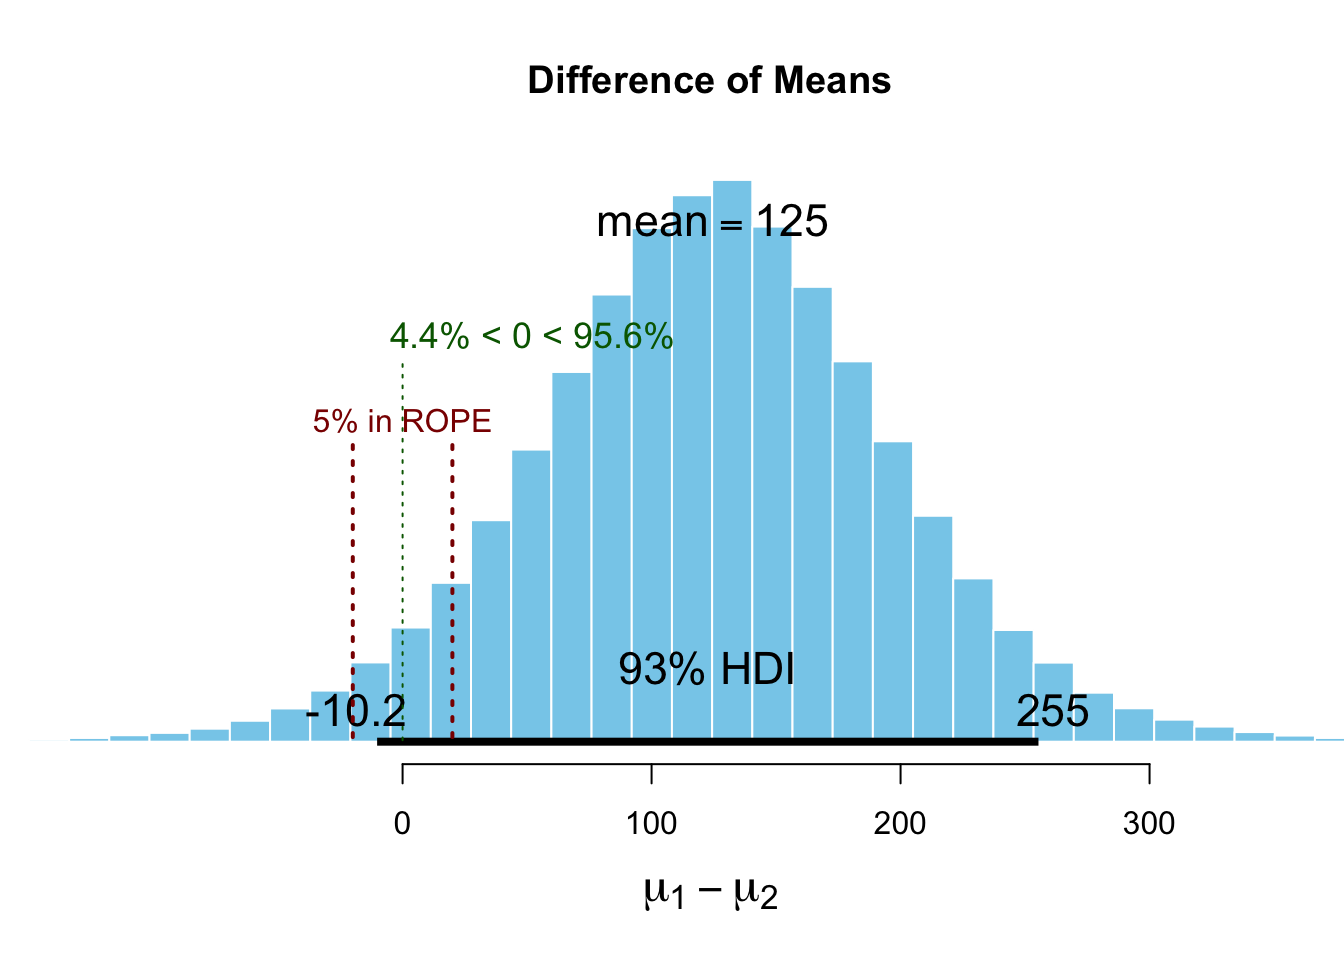 Difference of Means
mean = 125
4.4% < 0 < 95.6%
5% in ROPE
93% HDI
-10.2 255
0 100 200 300
μ1 − μ2